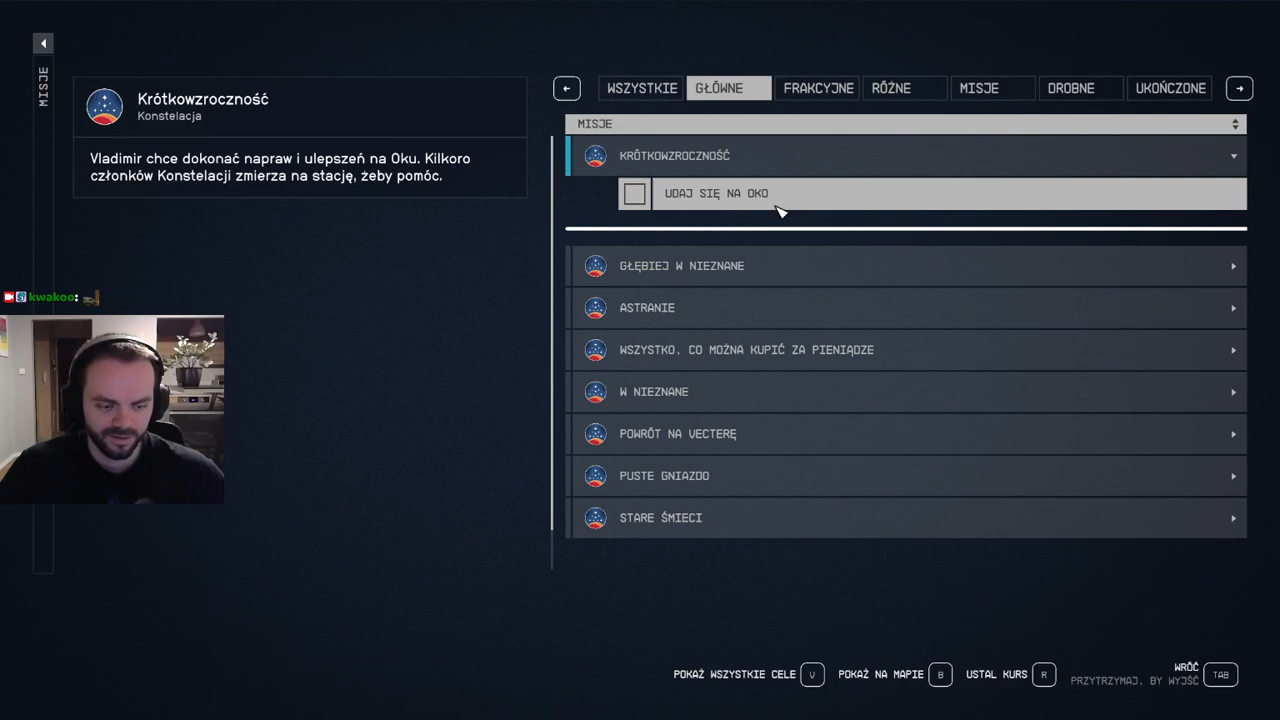 MISJE
Krótkowzroczność
Konstelacja
Vladimir chce dokonać napraw i ulepszeń na Oku. Kilkoro
członków Konstelacji zmierza na stację, żeby pomóc.
WSZYSTKIE GŁÓWNE FRAKCYJNE RÓŻNE MISJE DROBNE UKOŃCZONE
MISJE
KRÓTKOWZROCZNOŚĆ
UDAJ SIĘ NA OKO
GŁĘBIEJ W NIEZNANE
ASTRANIE
WSZYSTKO, CO MOŻNA KUPIĆ ZA PIENIĄDZE
W NIEZNANE
POWRÓT NA VECTERĘ
PUSTE GNIAZDO
STARE ŚMIECI
kwakoo:
POKAŻ WSZYSTKIE CELE V POKAŻ NA MAPIE B USTAL KURS R WRÓĆ TAB
PRZYTRZYMAJ, BY WYJŚĆ